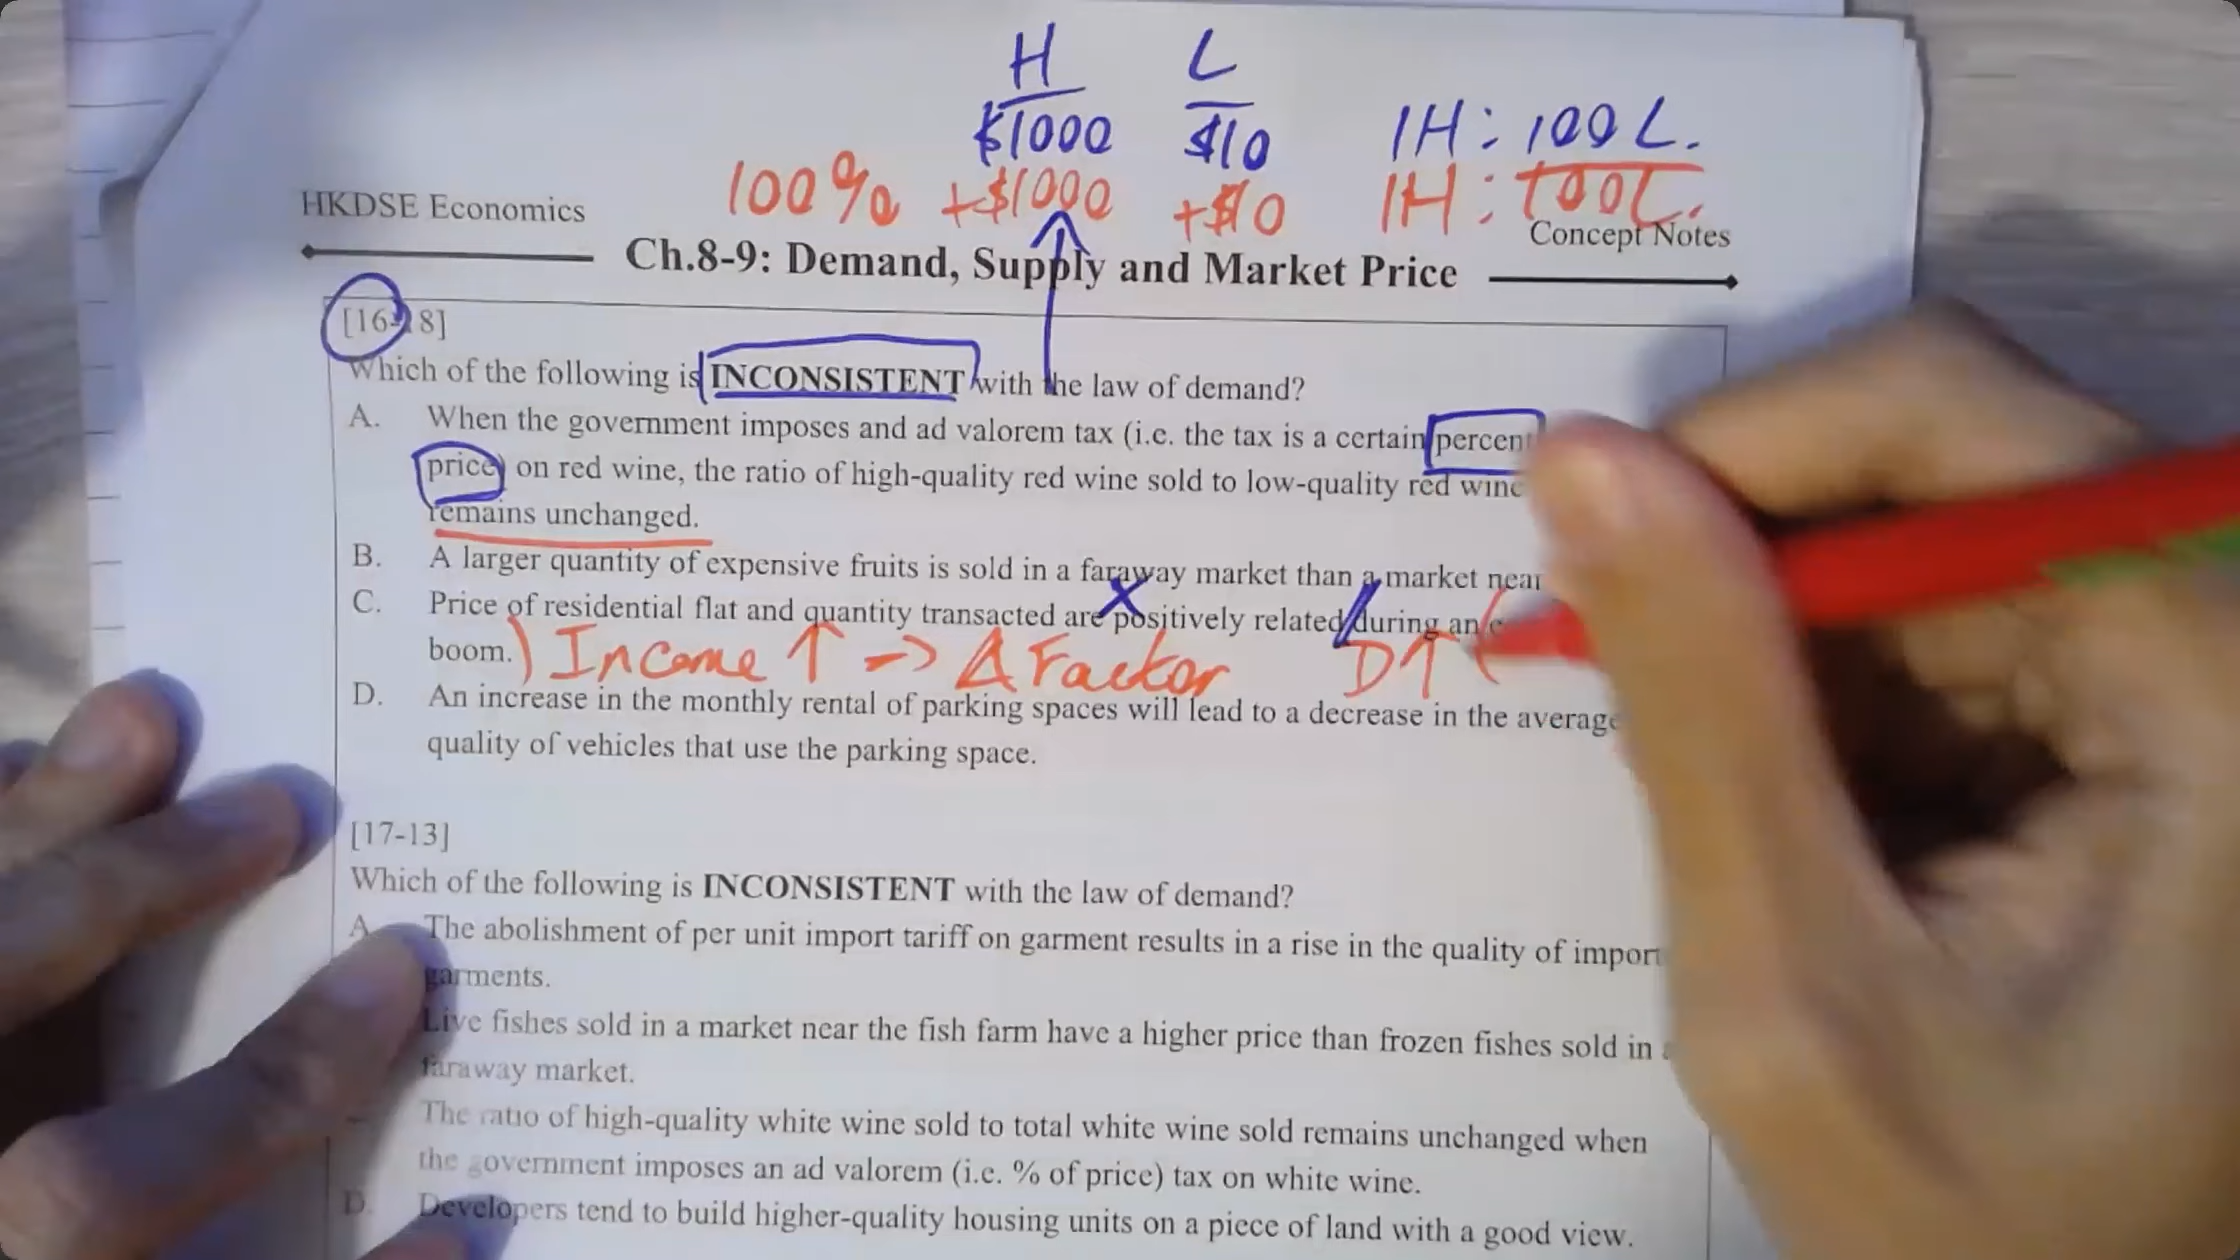 H L
$1000 $10 1H : 100L.
100% +$1000 +$10 1H : 100L.
HKDSE Economics
Concept Notes
Ch.8-9: Demand, Supply and Market Price
[16-18]
Which of the following is INCONSISTENT with the law of demand?
A. When the government imposes and ad valorem tax (i.e. the tax is a certain percent
price) on red wine, the ratio of high-quality red wine sold to low-quality red wine
remains unchanged.
B. A larger quantity of expensive fruits is sold in a faraway market than a market near
C. Price of residential flat and quantity transacted are positively related during an
boom.) Income ↑ -> Δ Factor D↑ (
D. An increase in the monthly rental of parking spaces will lead to a decrease in the average
quality of vehicles that use the parking space.
[17-13]
Which of the following is INCONSISTENT with the law of demand?
A. The abolishment of per unit import tariff on garment results in a rise in the quality of import
garments.
Live fishes sold in a market near the fish farm have a higher price than frozen fishes sold in
faraway market.
The ratio of high-quality white wine sold to total white wine sold remains unchanged when
the government imposes an ad valorem (i.e. % of price) tax on white wine.
D. Developers tend to build higher-quality housing units on a piece of land with a good view.